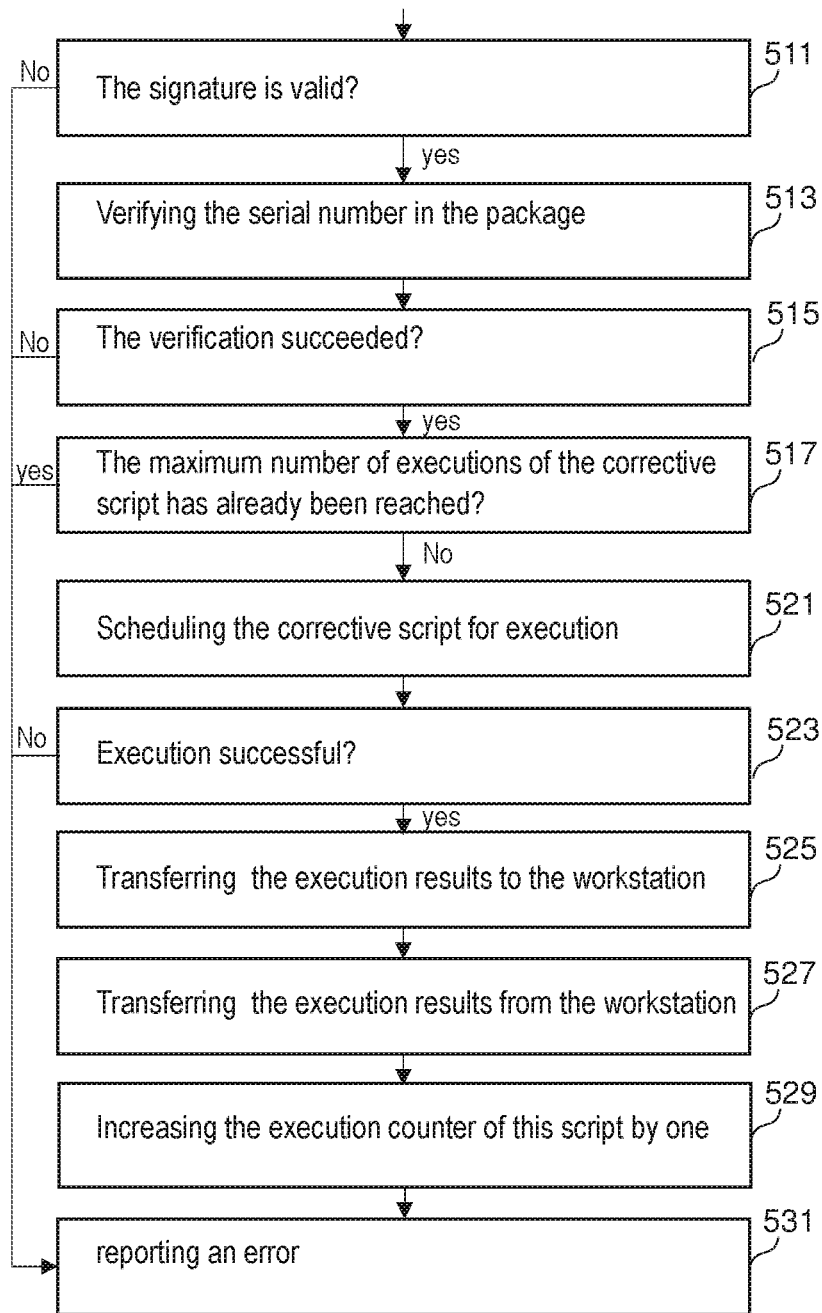 No
The signature is valid?
511
yes
Verifying the serial number in the package
513
No
The verification succeeded?
515
yes
yes
The maximum number of executions of the corrective
script has already been reached?
517
No
Scheduling the corrective script for execution
521
No
Execution successful?
523
yes
Transferring the execution results to the workstation
525
Transferring the execution results from the workstation
527
Increasing the execution counter of this script by one
529
reporting an error
531